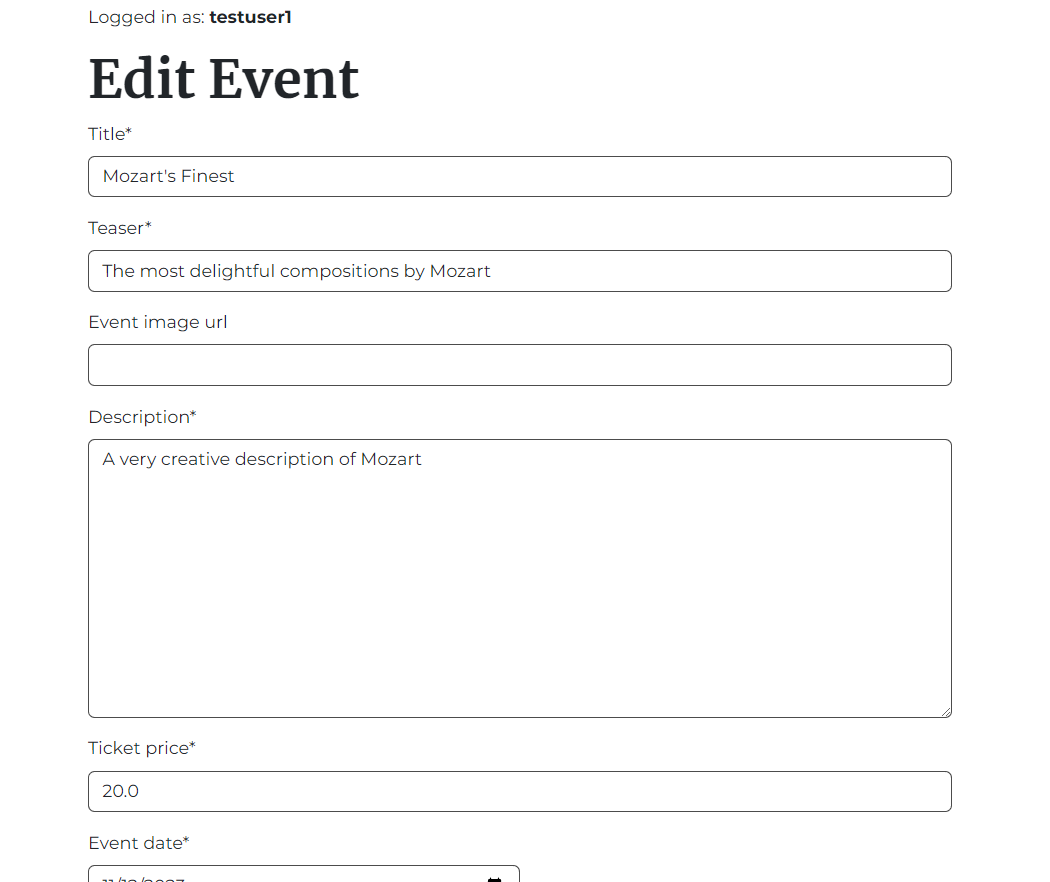 Logged in as: testuser1
Edit Event
Title*
Mozart's Finest
Teaser*
The most delightful compositions by Mozart
Event image url
Description*
A very creative description of Mozart
Ticket price*
20.0
Event date*